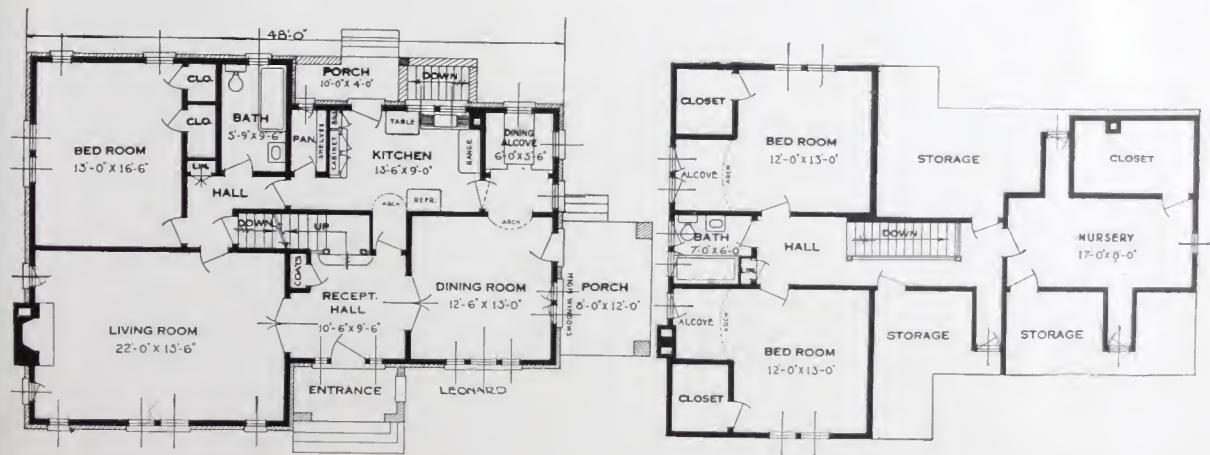 48'-0"
CLO.
BATH
5'-9" X 9'-6"
CLO.
LIN.
BED ROOM
13'-0" X 16'-6"
HALL
PORCH
10'-0" X 4'-0"
DOWN
PAN.
SHELVES
CABINET
TABLE
KITCHEN
13'-6" X 9'-0"
RANGE
REFR.
DINING
ALCOVE
6'-0" X 5'-6"
ARCH
ARCH
DOWN
UP
COATS
RECEPT.
HALL
10'-6" X 9'-6"
DINING ROOM
12'-6" X 13'-0"
HIGH WINDOWS
PORCH
8'-0" X 12'-0"
LIVING ROOM
22'-0" X 13'-6"
ENTRANCE
LEONARD
CLOSET
BED ROOM
12'-0" X 13'-0"
ALCOVE
ARCH
STORAGE
CLOSET
BATH
7'-0" X 6'-0"
LIN.
HALL
DOWN
NURSERY
17'-0" X 8'-0"
ALCOVE
ARCH
BED ROOM
12'-0" X 13'-0"
CLOSET
STORAGE
STORAGE